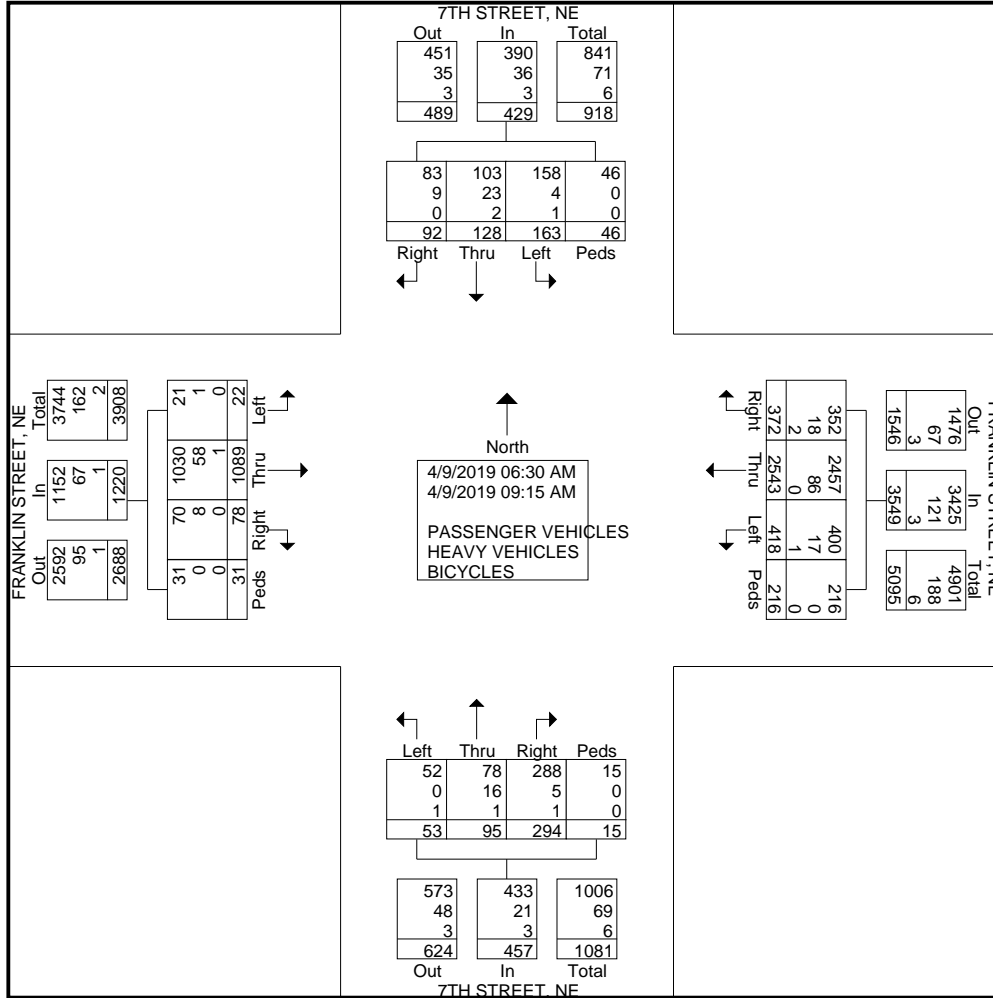 7TH STREET, NE
Out In Total
451 390 841
35 36 71
3 3 6
489 429 918
83 103 158 46
9 23 4 0
0 2 1 0
92 128 163 46
Right Thru Left Peds
FRANKLIN STREET, NE
Total In Out
3744 1152 2592
162 67 95
2 1 1
3908 1220 2688
Left Thru Right Peds
21 1030 70 31
1 58 8 0
0 1 0 0
22 1089 78 31
North
4/9/2019 06:30 AM
4/9/2019 09:15 AM
PASSENGER VEHICLES
HEAVY VEHICLES
BICYCLES
Right Thru Left Peds
352 2457 400 216
18 86 17 0
2 0 1 0
372 2543 418 216
FRANKLIN STREET, NE
Out In Total
1476 3425 4901
67 121 188
3 3 6
1546 3549 5095
Left Thru Right Peds
52 78 288 15
0 16 5 0
1 1 1 0
53 95 294 15
573 433 1006
48 21 69
3 3 6
624 457 1081
Out In Total
7TH STREET, NE